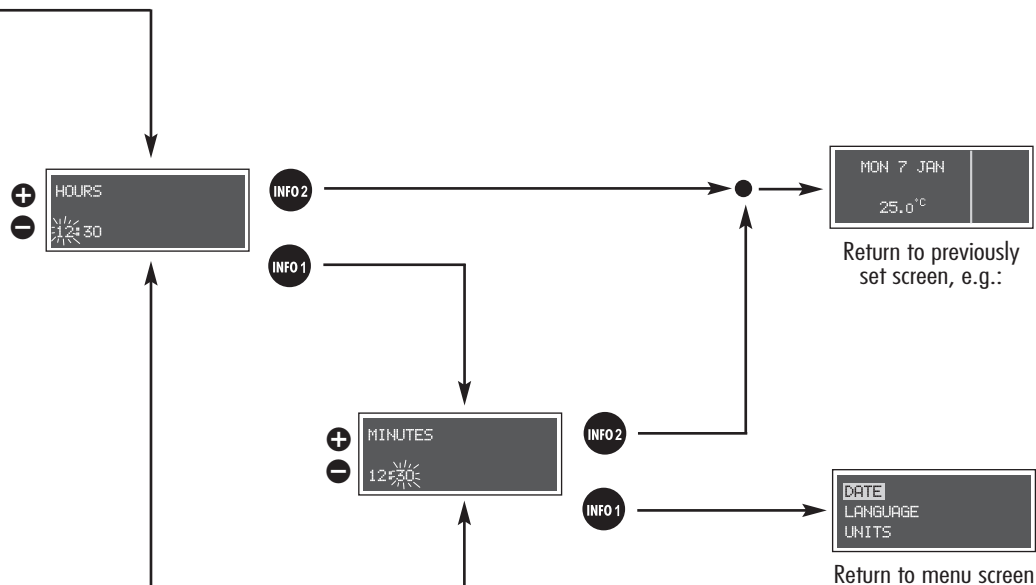 HOURS
12:30
INFO 2
INFO 1
MON 7 JAN
25.0°C
Return to previously
set screen, e.g.:
MINUTES
12:30
INFO 2
INFO 1
DATE
LANGUAGE
UNITS
Return to menu screen